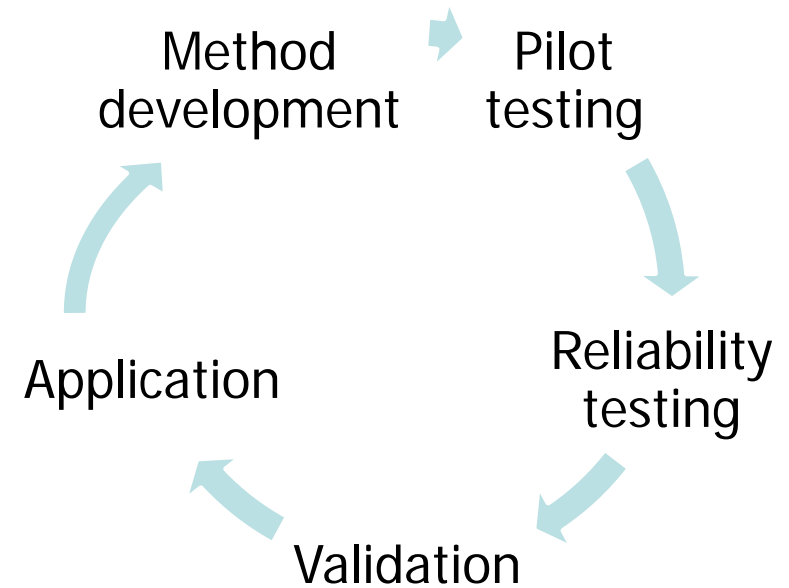 Method
development
Pilot
testing
Reliability
testing
Validation
Application